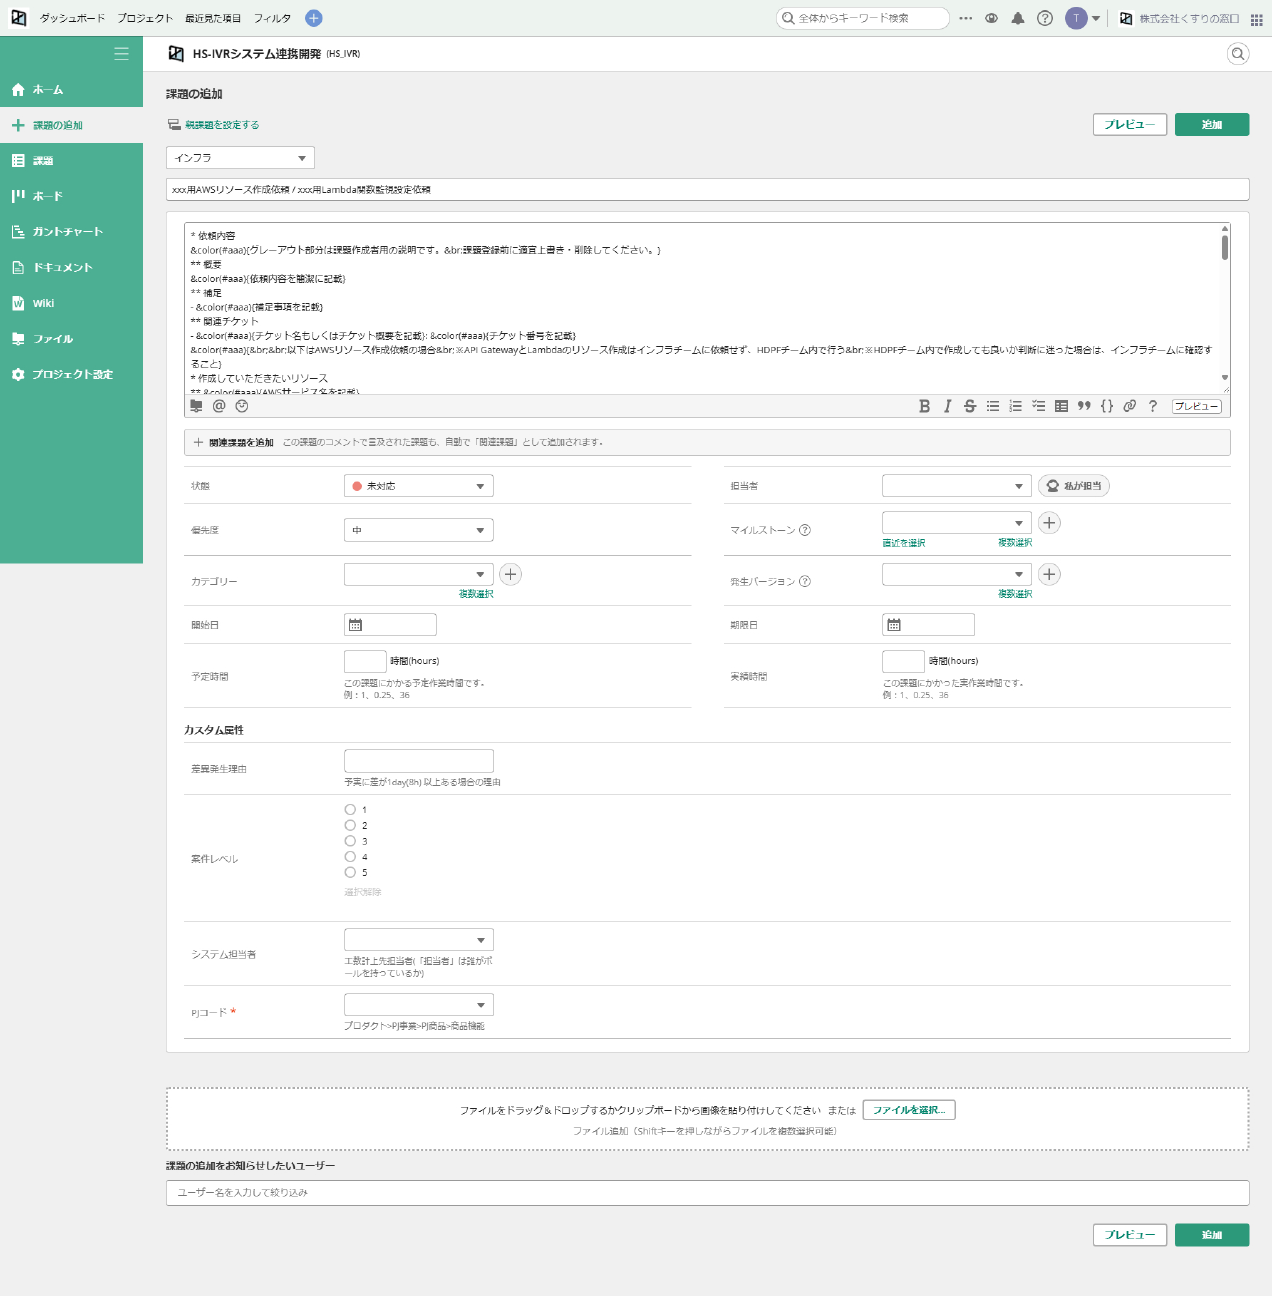 ダッシュボード プロジェクト 最近見た項目 フィルタ
全体からキーワード検索
T
株式会社くすりの窓口
HS-IVRシステム連携開発 (HS_IVR)
ホーム
課題の追加
課題
ボード
ガントチャート
ドキュメント
Wiki
ファイル
プロジェクト設定
課題の追加
親課題を設定する
プレビュー
追加
インフラ
xxx用AWSリソース作成依頼 / xxx用Lambda関数監視設定依頼
* 依頼内容
&color(#aaa){グレーアウト部分は課題作成者用の説明です。&br;課題登録前に適宜上書き・削除してください。}
** 概要
&color(#aaa){依頼内容を簡潔に記載}
** 補足
- &color(#aaa){補足事項を記載}
** 関連チケット
- &color(#aaa){チケット名もしくはチケット概要を記載}: &color(#aaa){チケット番号を記載}
&color(#aaa){&br;&br;以下はAWSリソース作成依頼の場合&br;※API GatewayとLambdaのリソース作成はインフラチームに依頼せず、HDPFチーム内で行う&br;※HDPFチーム内で作成しても良いか判断に迷った場合は、インフラチームに確認す
ること}
* 作成していただきたいリソース
** &color(#aaa){AWSサービス名を記載}
プレビュー
関連課題を追加 この課題のコメントで言及された課題も、自動で「関連課題」として追加されます。
状態
未対応
担当者
私が担当
優先度
中
マイルストーン
直近を選択
複数選択
カテゴリー
複数選択
発生バージョン
複数選択
開始日
期限日
予定時間
時間(hours)
この課題にかかる予定作業時間です。
例：1、0.25、36
実績時間
時間(hours)
この課題にかかった実作業時間です。
例：1、0.25、36
カスタム属性
差異発生理由
予実に差が1day(8h) 以上ある場合の理由
案件レベル
1
2
3
4
5
選択解除
システム担当者
工数計上先担当者(「担当者」は誰がボ
ールを持っているか)
PJコード *
プロダクト>PJ事業>PJ商品>商品機能
ファイルをドラッグ＆ドロップするかクリップボードから画像を貼り付けしてください または
ファイルを選択...
ファイル追加（Shiftキーを押しながらファイルを複数選択可能）
課題の追加をお知らせしたいユーザー
ユーザー名を入力して絞り込み
プレビュー
追加